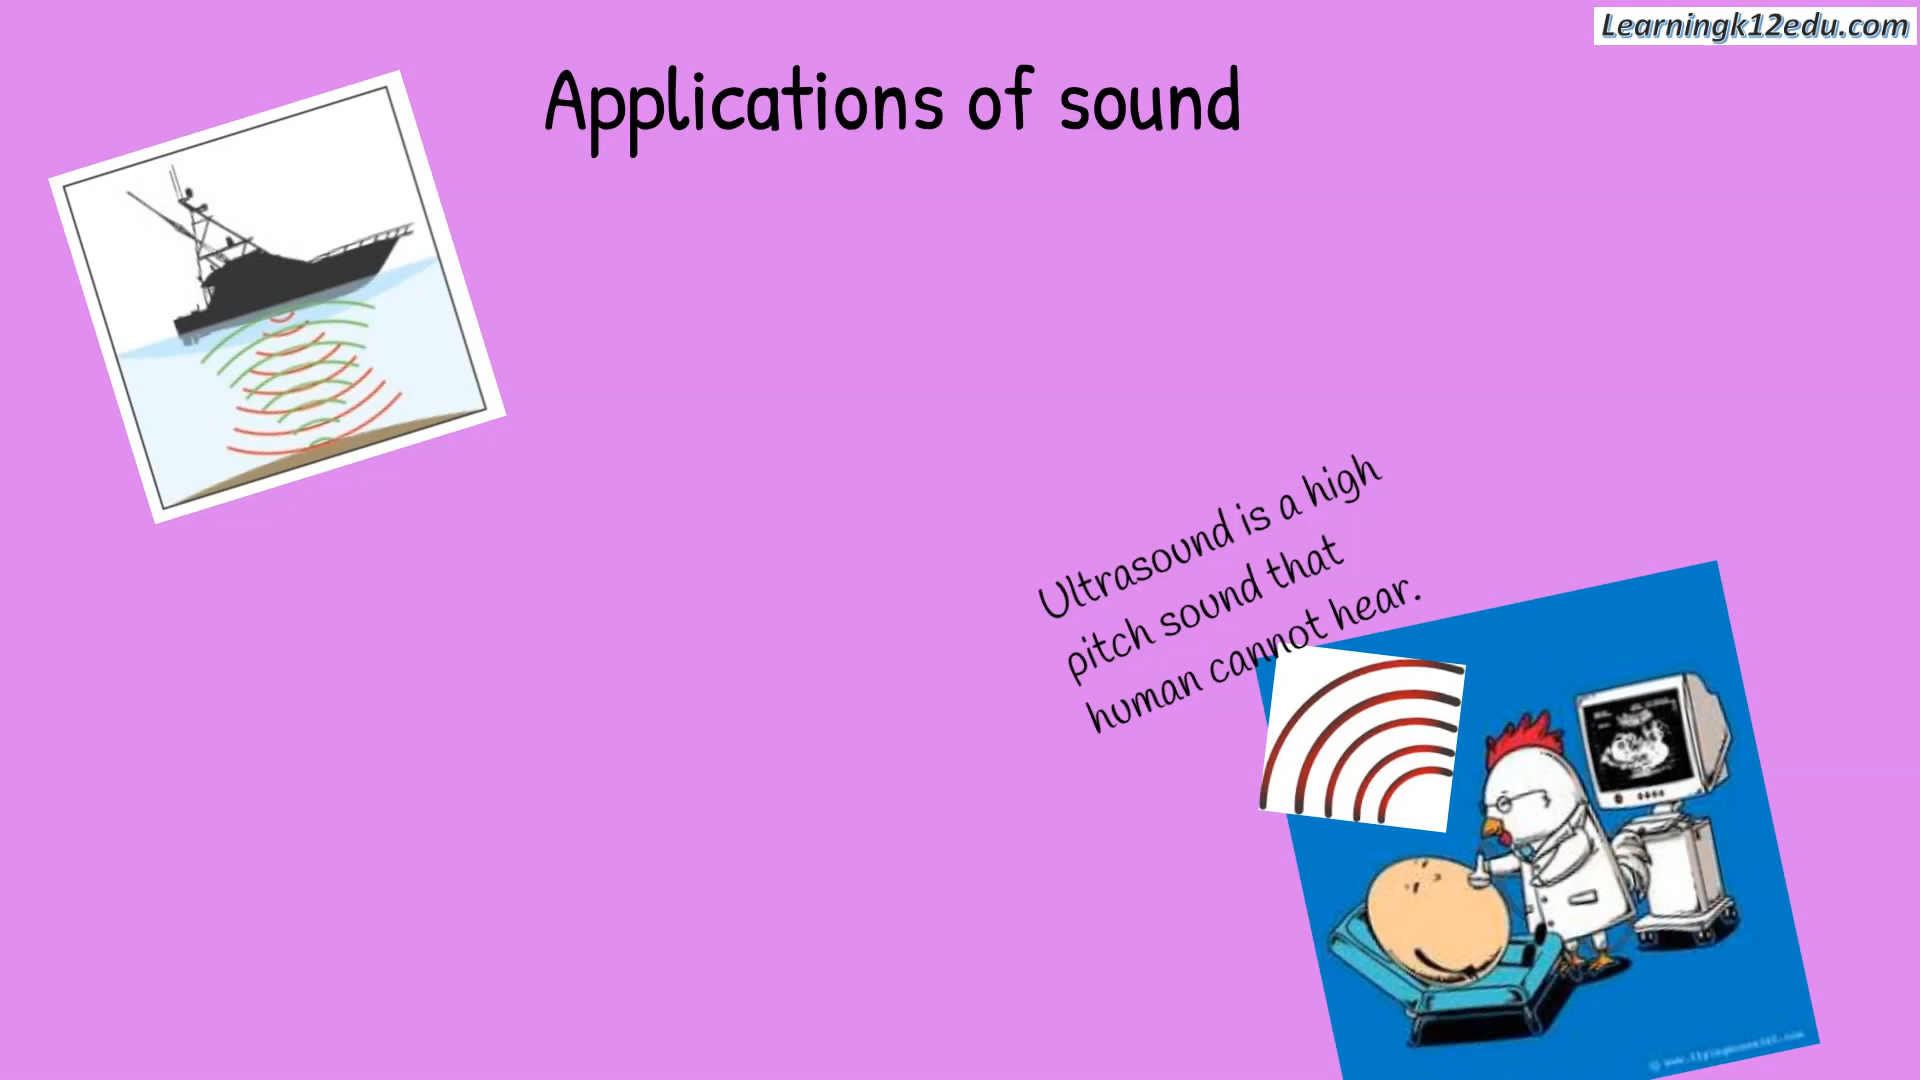 Learningk12edu.com
Applications of sound
Ultrasound is a high
pitch sound that
human cannot hear.